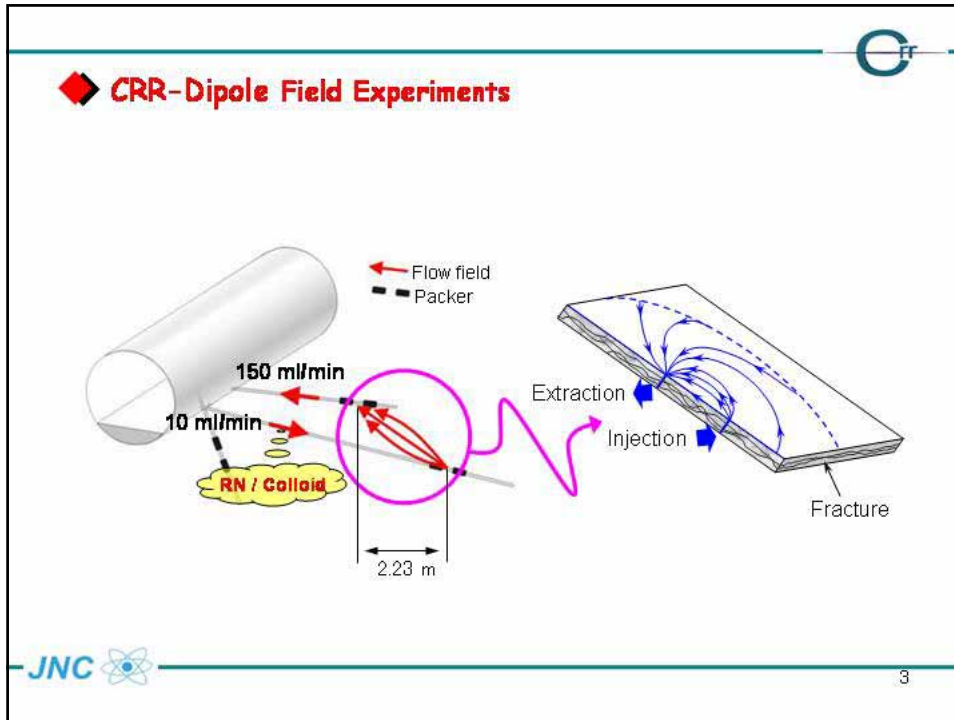 Crr
CRR-Dipole Field Experiments
Flow field
Packer
150 ml/min
10 ml/min
RN / Colloid
2.23 m
Extraction
Injection
Fracture
JNC
3